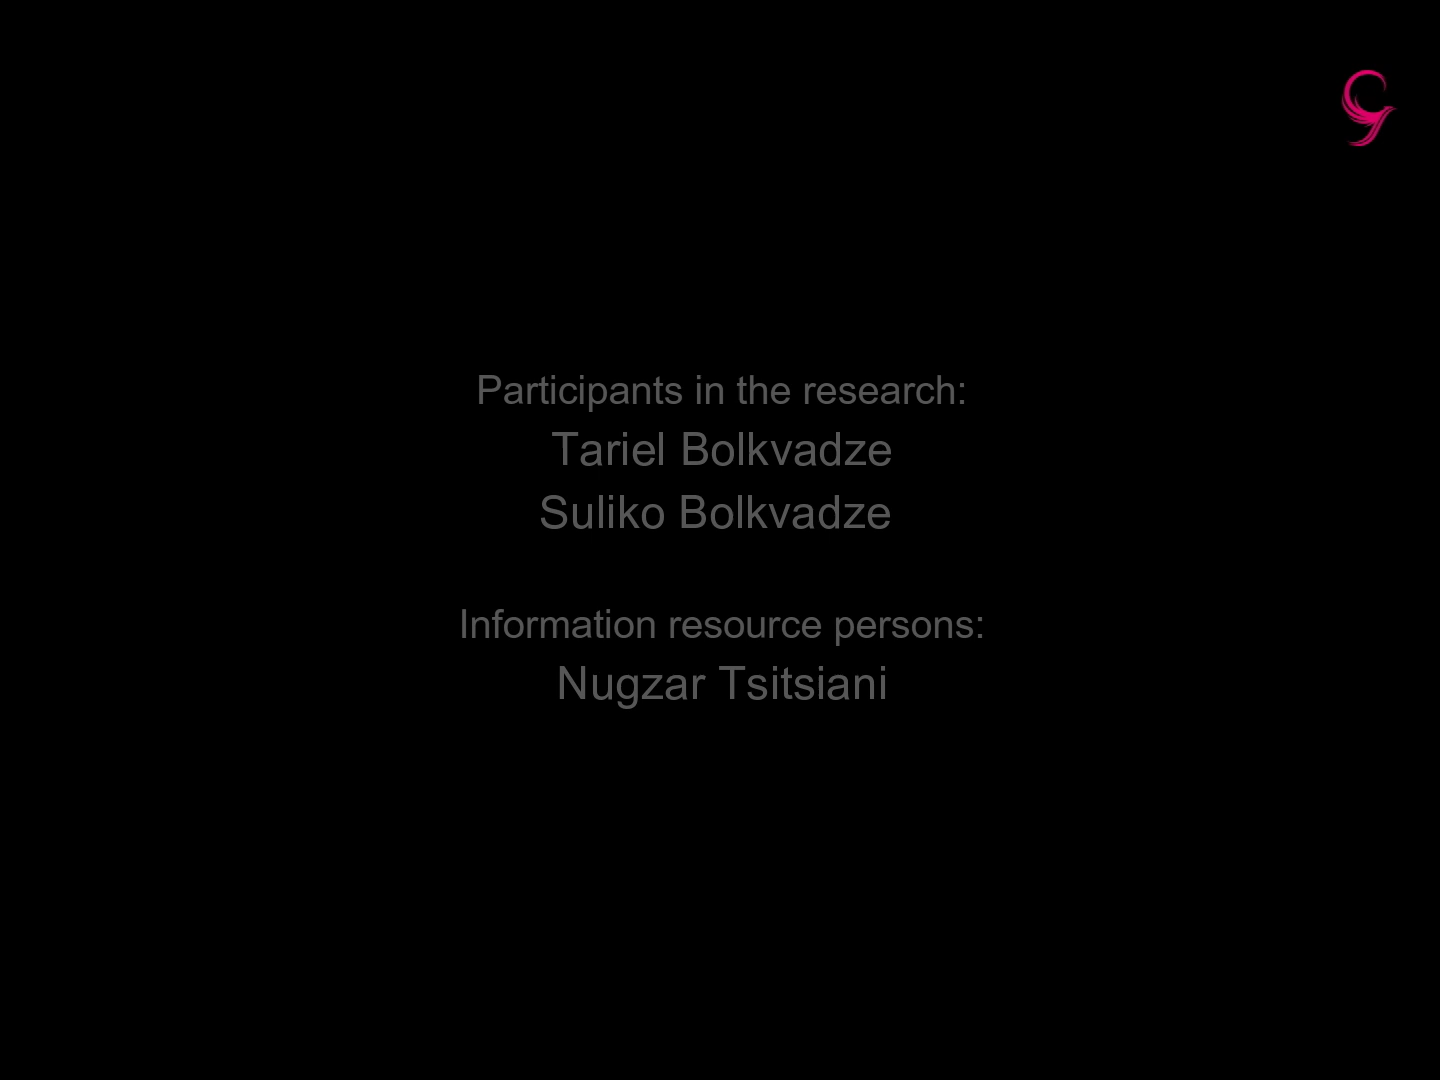 Participants in the research:
Tariel Bolkvadze
Suliko Bolkvadze
Information resource persons:
Nugzar Tsitsiani